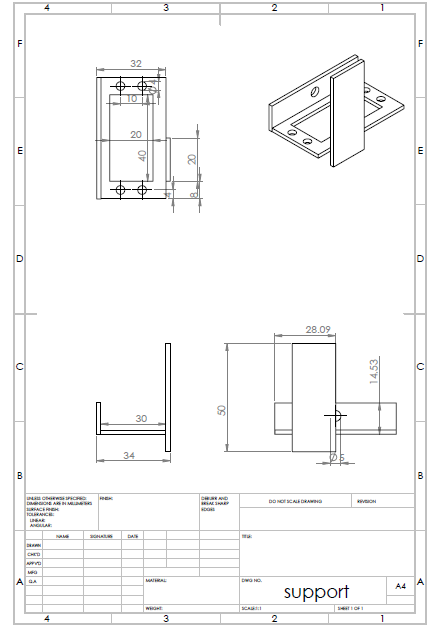 4 3 2 1
F F
32
4
10
20
40
20
E E
4
8
D D
28.09
C C
14,53
50
30
Ø5
34
B B
UNLESS OTHERWISE SPECIFIED: FINISH: DEBURR AND DO NOT SCALE DRAWING REVISION
DIMENSIONS ARE IN MILLIMETERS BREAK SHARP
SURFACE FINISH: EDGES
TOLERANCES:
LINEAR:
ANGULAR:
NAME SIGNATURE DATE TITLE:
DRAWN
CHK'D
APPV'D
MFG
Q.A MATERIAL: DWG NO.
A support A4 A
WEIGHT: SCALE:1:1 SHEET 1 OF 1
4 3 2 1